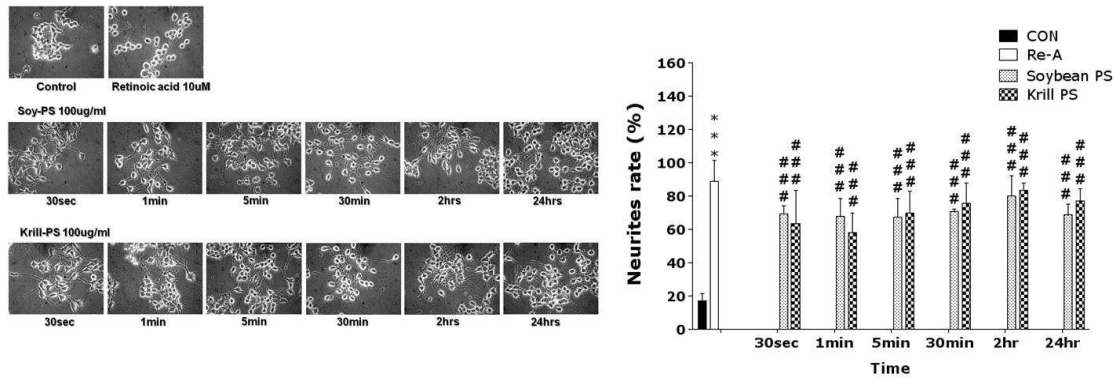 Control
Retinoic acid 10uM
Soy-PS 100ug/ml
30sec
1min
5min
30min
2hrs
24hrs
Krill-PS 100ug/ml
30sec
1min
5min
30min
2hrs
24hrs
CON
Re-A
Soybean PS
Krill PS
Neurites rate (%)
160
140
120
100
80
60
40
20
0
***
####
###
###
###
###
###
###
###
###
###
###
###
30sec
1min
5min
30min
2hr
24hr
Time